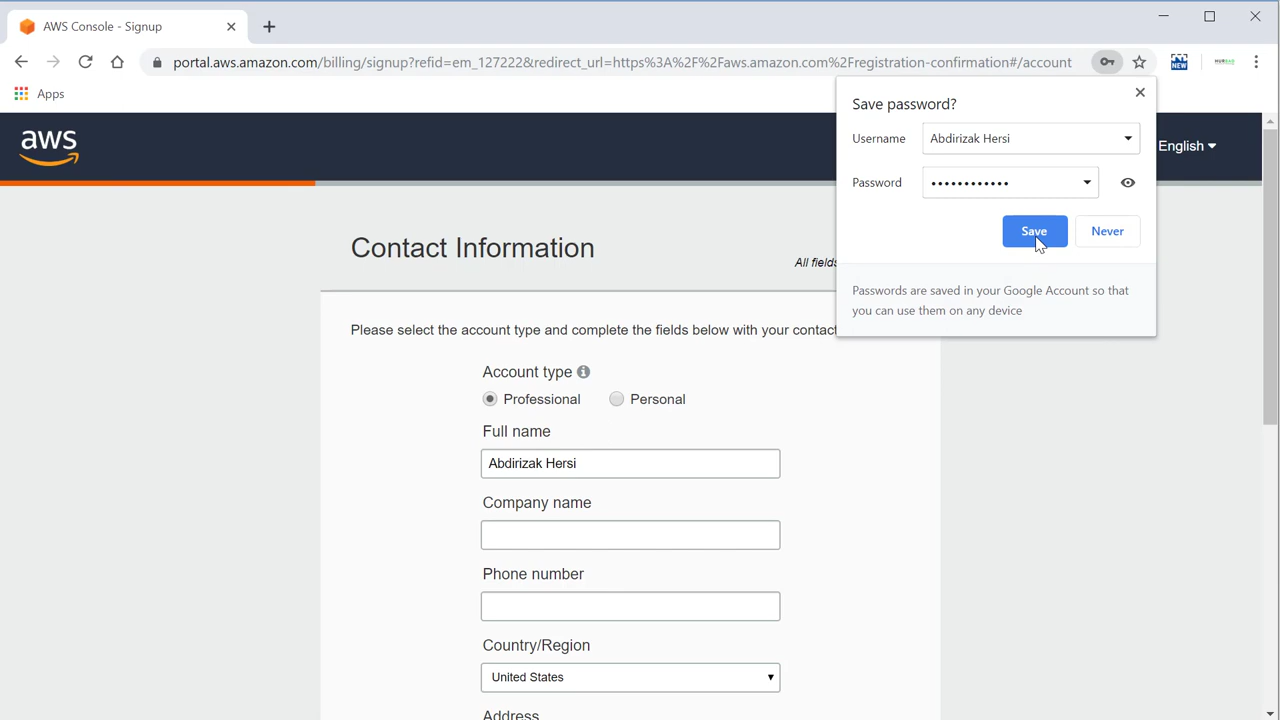 AWS Console - Signup
portal.aws.amazon.com/billing/signup?refid=em_127222&redirect_url=https%3A%2F%2Faws.amazon.com%2Fregistration-confirmation#/account
NEW
Apps
aws
English
Save password?
Username
Abdirizak Hersi
Password
••••••••••••
Save
Never
Passwords are saved in your Google Account so that
you can use them on any device
Contact Information
All fields
Please select the account type and complete the fields below with your contact
Account type
Professional
Personal
Full name
Abdirizak Hersi
Company name
Phone number
Country/Region
United States
Address